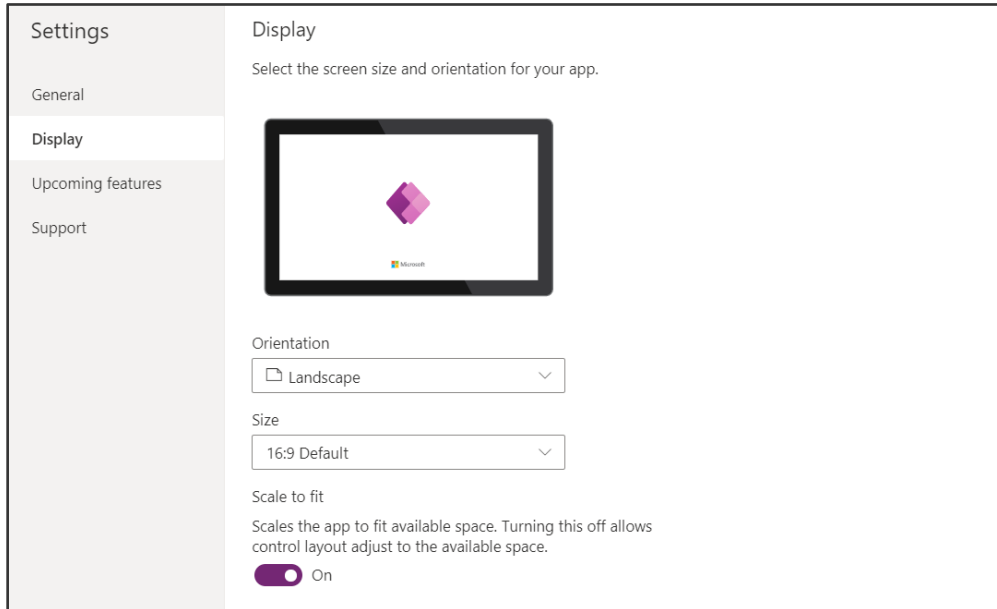 Settings
General
Display
Upcoming features
Support
Display
Select the screen size and orientation for your app.
Microsoft
Orientation
Landscape
Size
16:9 Default
Scale to fit
Scales the app to fit available space. Turning this off allows
control layout adjust to the available space.
On